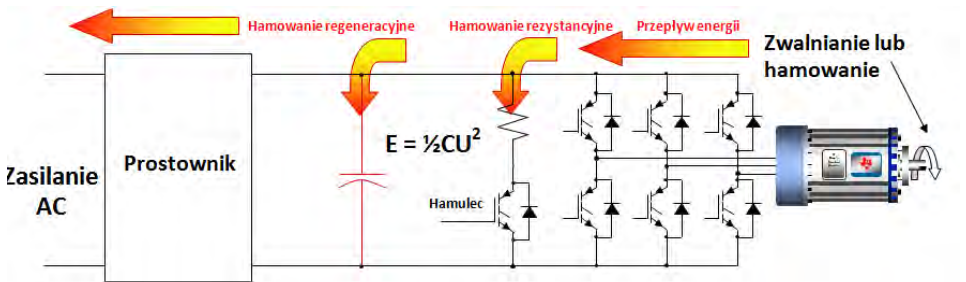 Hamowanie regeneracyjne
Hamowanie rezystancyjne
Przepływ energii
Zwalnianie lub
hamowanie
E = ½CU²
Prostownik
Zasilanie
AC
Hamulec